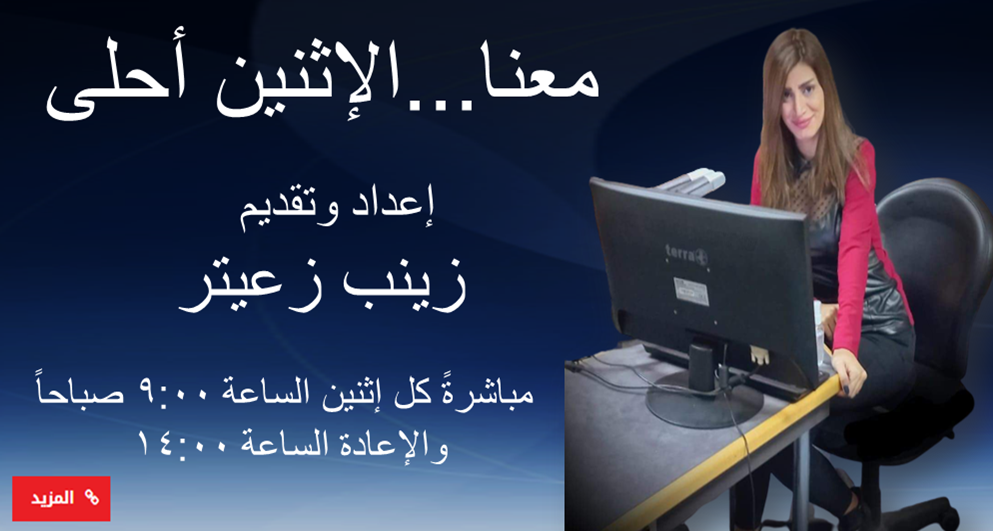 معنا...الإثنين أحلى
إعداد وتقديم
زينب زعيتر
مباشرةً كل إثنين الساعة ٩:٠٠ صباحاً
والإعادة الساعة ١٤:٠٠
المزيد
terra